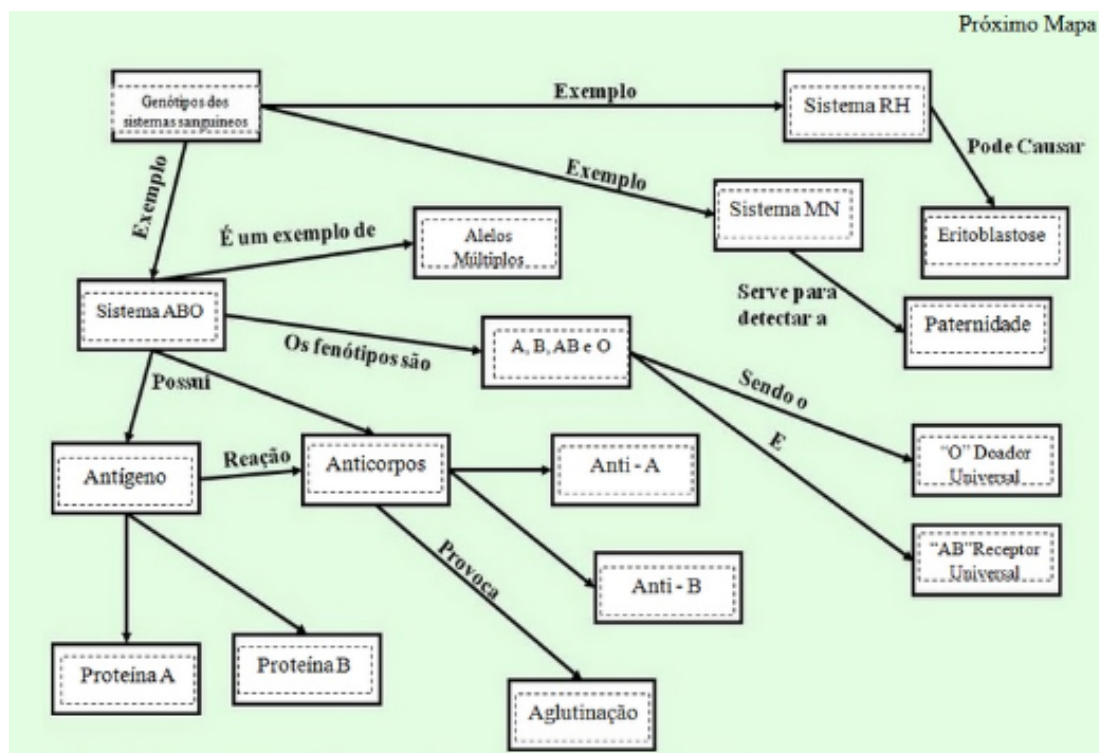 Próximo Mapa
Genótipos dos
sistemas sanguineos
Exemplo
Sistema RH
Pode Causar
Exemplo
Sistema MN
Eritoblastose
Exemplo
É um exemplo de
Alelos
Múltiplos
Sistema ABO
Serve para
detectar a
Paternidade
Os fenótipos são
A, B, AB e O
Possui
Sendo o
E
Antígeno
Reação
Anticorpos
Anti - A
“O” Doador
Universal
Provoca
Anti - B
“AB”Receptor
Universal
Proteína A
Proteína B
Aglutinação